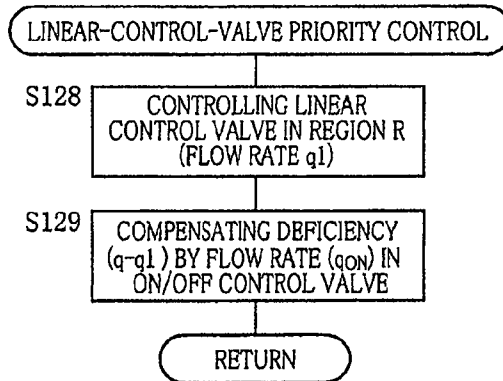 LINEAR-CONTROL-VALVE PRIORITY CONTROL
S128
CONTROLLING LINEAR
CONTROL VALVE IN REGION R
(FLOW RATE q1)
S129
COMPENSATING DEFICIENCY
(q-q1) BY FLOW RATE (qON) IN
ON/OFF CONTROL VALVE
RETURN